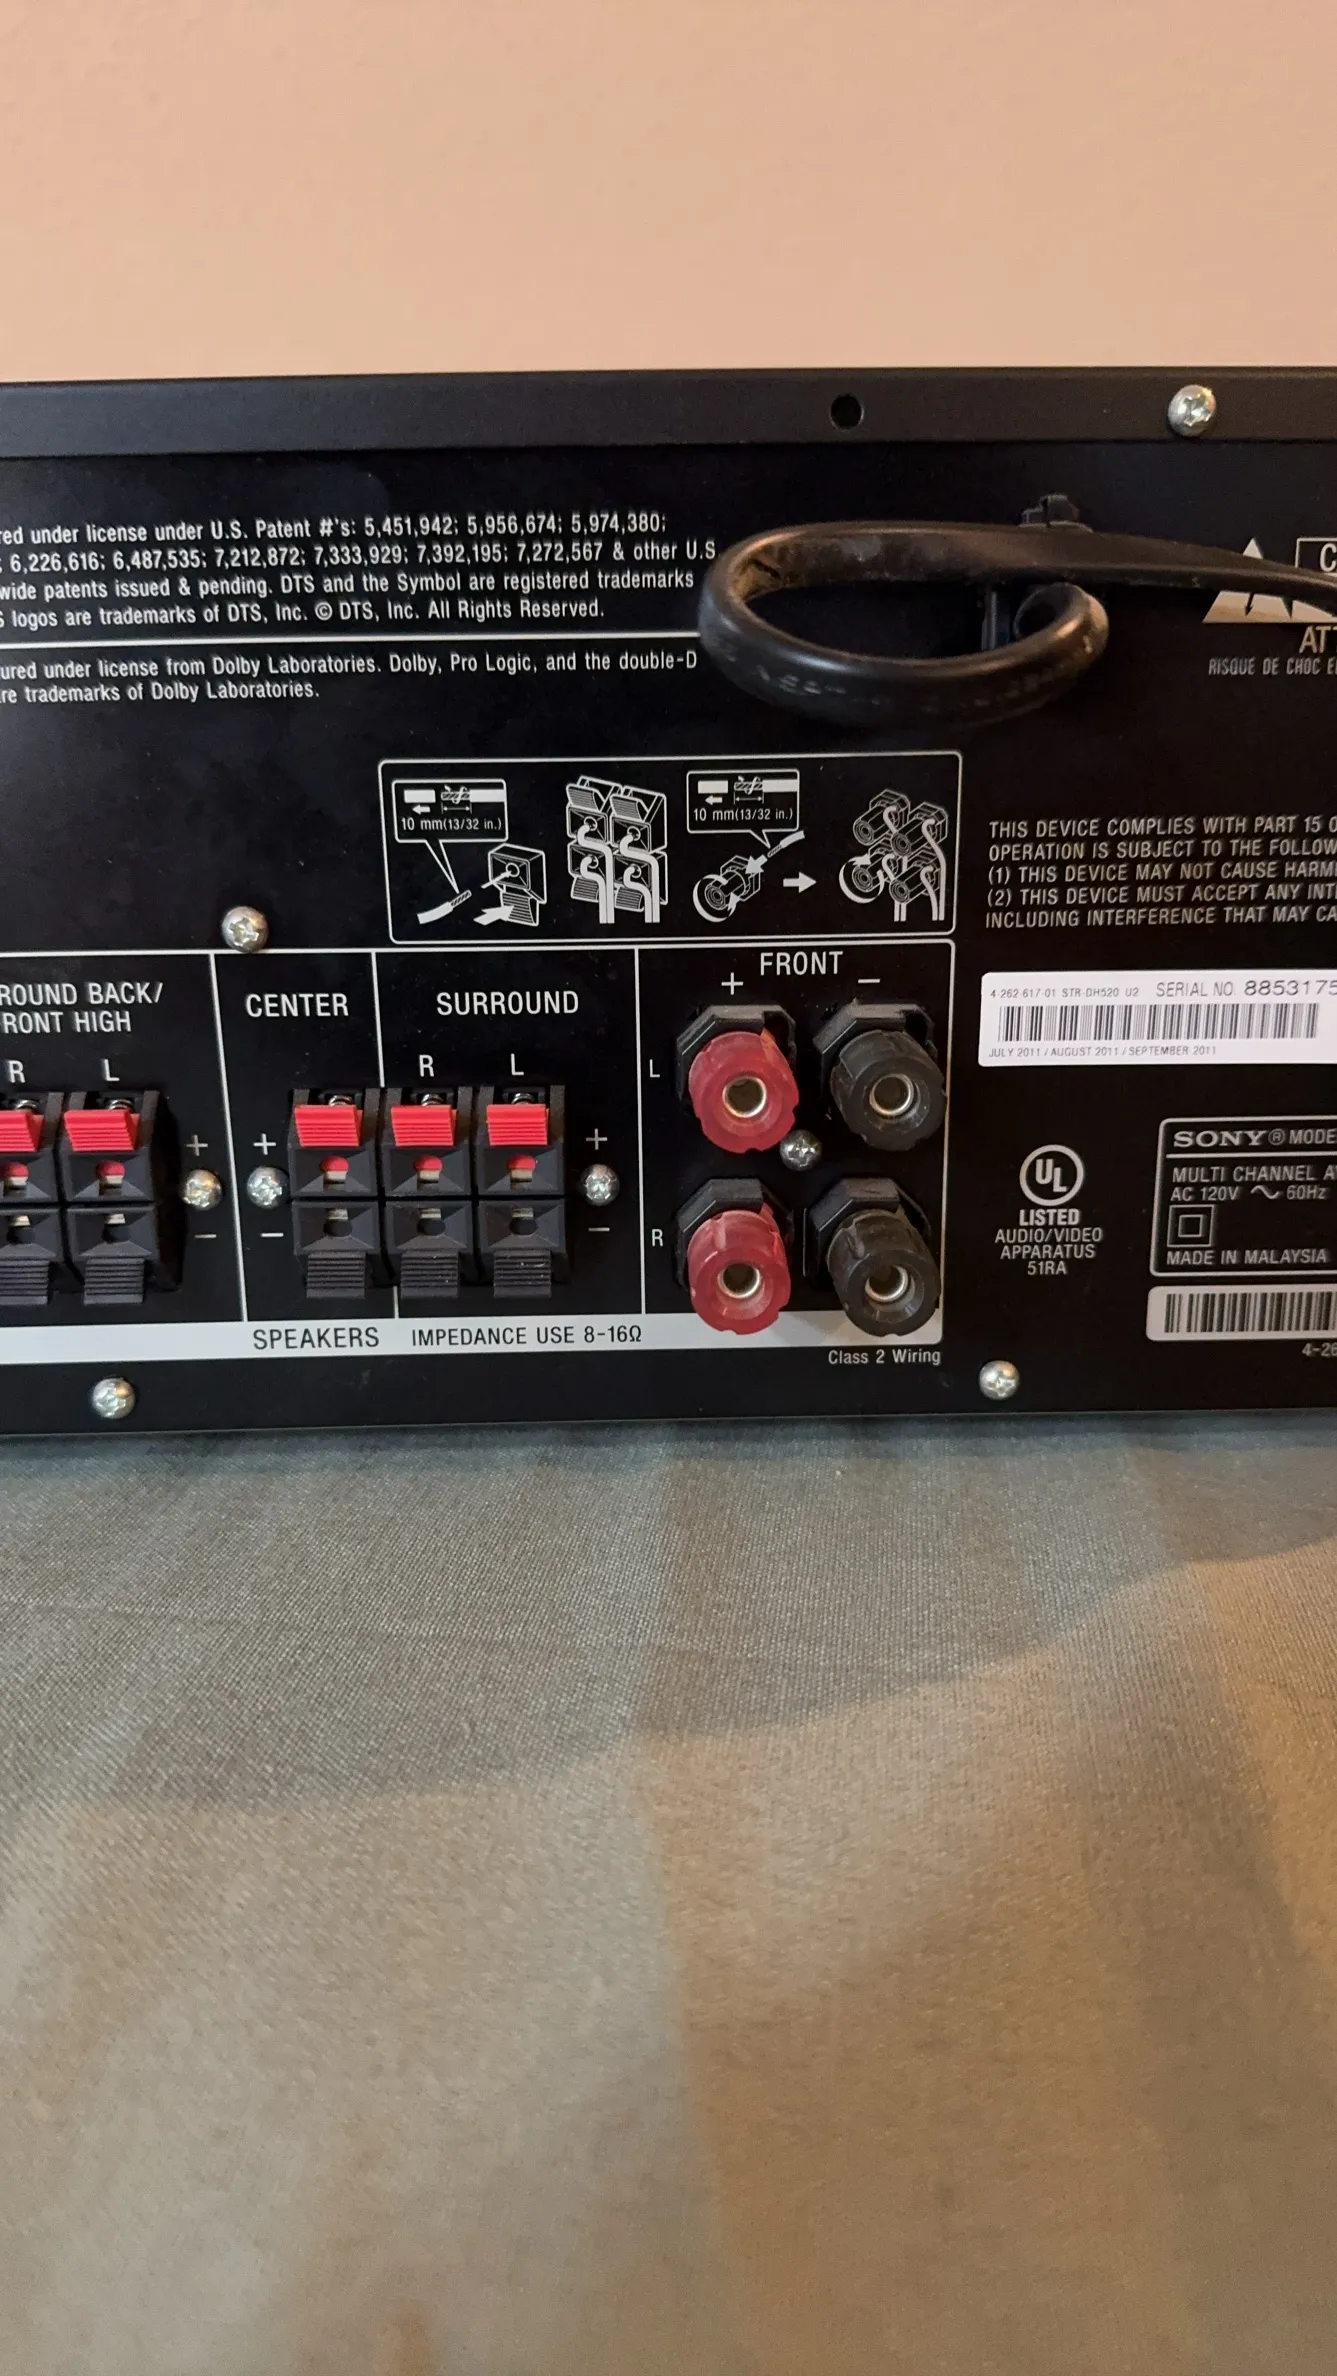 red under license under U.S. Patent #'s: 5,451,942; 5,956,674; 5,974,380;
; 6,226,616; 6,487,535; 7,212,872; 7,333,929; 7,392,195; 7,272,567 & other U.S.
wide patents issued & pending. DTS and the Symbol are registered trademarks
S logos are trademarks of DTS, Inc. © DTS, Inc. All Rights Reserved.
ured under license from Dolby Laboratories. Dolby, Pro Logic, and the double-D
re trademarks of Dolby Laboratories.
C
ATT
RISQUE DE CHOC E
10 mm(13/32 in.)
10 mm(13/32 in.)
THIS DEVICE COMPLIES WITH PART 15 O
OPERATION IS SUBJECT TO THE FOLLOW
(1) THIS DEVICE MAY NOT CAUSE HARM
(2) THIS DEVICE MUST ACCEPT ANY INT
INCLUDING INTERFERENCE THAT MAY CA
ROUND BACK/
RONT HIGH
R L
+
−
CENTER
+
−
SURROUND
R L
+
−
FRONT
+ −
L
R
SPEAKERS IMPEDANCE USE 8-16Ω
Class 2 Wiring
4-262-617-01 STR-DH520 U2 SERIAL NO. 8853175
JULY 2011 / AUGUST 2011 / SEPTEMBER 2011
UL
LISTED
AUDIO/VIDEO
APPARATUS
51RA
SONY® MODE
MULTI CHANNEL A
AC 120V ~ 60Hz
MADE IN MALAYSIA
4-26